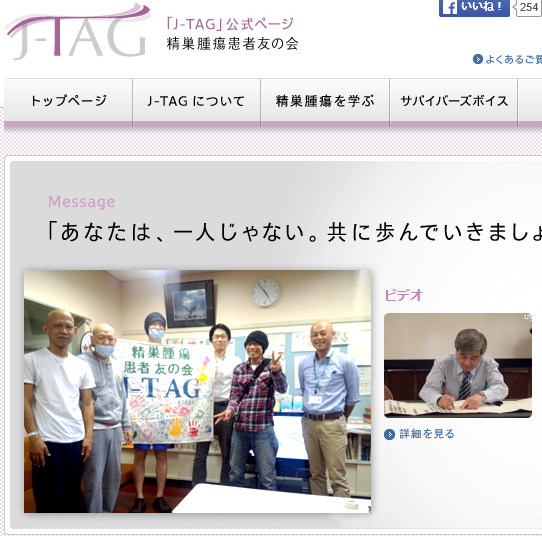 J-TAG
「J-TAG」公式ページ
精巣腫瘍患者友の会
いいね！ 254
よくあるご質
トップページ
J-TAG について
精巣腫瘍を学ぶ
サバイバーズボイス
Message
「あなたは、一人じゃない。共に歩んでいきましょ
精巣腫瘍
患者友の会
J-TAG
ビデオ
詳細を見る